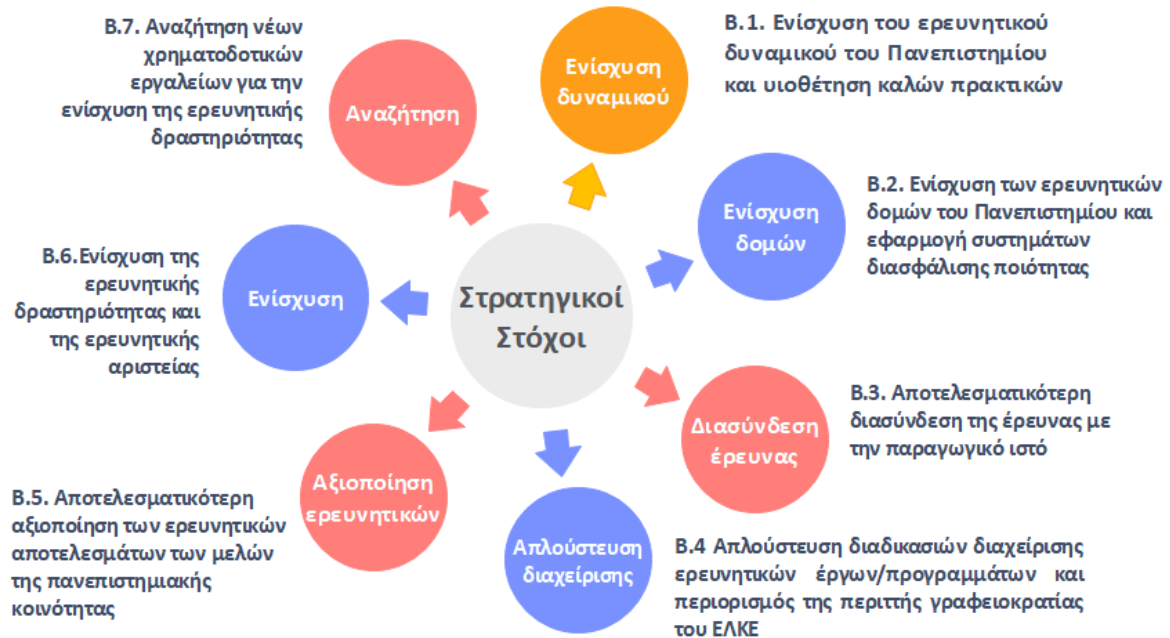 Στρατηγικοί
Στόχοι
Ενίσχυση
δυναμικού
Β.1. Ενίσχυση του ερευνητικού
δυναμικού του Πανεπιστημίου
και υιοθέτηση καλών πρακτικών
Ενίσχυση
δομών
Β.2. Ενίσχυση των ερευνητικών
δομών του Πανεπιστημίου και
εφαρμογή συστημάτων
διασφάλισης ποιότητας
Διασύνδεση
έρευνας
Β.3. Αποτελεσματικότερη
διασύνδεση της έρευνας με
την παραγωγικό ιστό
Απλούστευση
διαχείρισης
Β.4 Απλούστευση διαδικασιών διαχείρισης
ερευνητικών έργων/προγραμμάτων και
περιορισμός της περιττής γραφειοκρατίας
του ΕΛΚΕ
Αξιοποίηση
ερευνητικών
Β.5. Αποτελεσματικότερη
αξιοποίηση των ερευνητικών
αποτελεσμάτων των μελών
της πανεπιστημιακής
κοινότητας
Ενίσχυση
Β.6.Ενίσχυση της
ερευνητικής
δραστηριότητας και
της ερευνητικής
αριστείας
Αναζήτηση
Β.7. Αναζήτηση νέων
χρηματοδοτικών
εργαλείων για την
ενίσχυση της ερευνητικής
δραστηριότητας